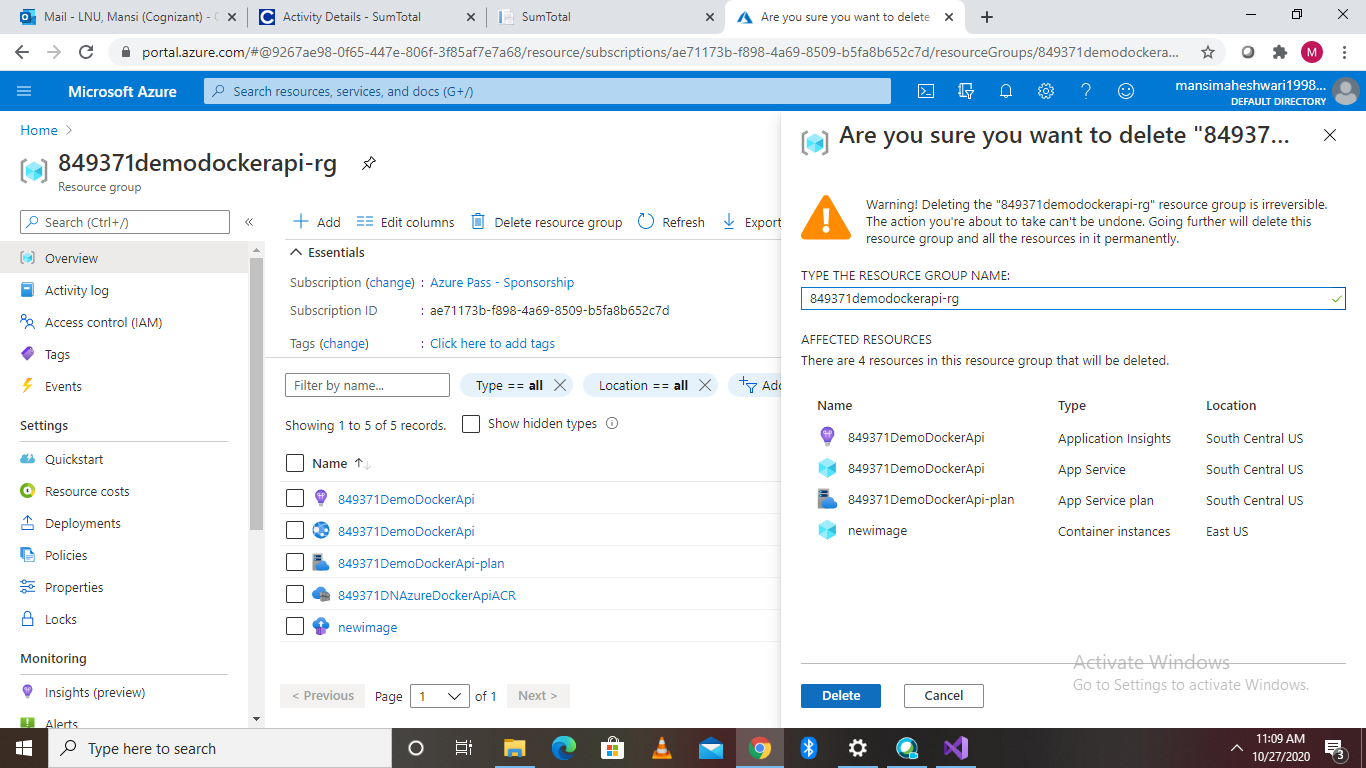 Mail - LNU, Mansi (Cognizant) - O
Activity Details - SumTotal
SumTotal
Are you sure you want to delete
portal.azure.com/#@9267ae98-0f65-447e-806f-3f85af7e7a68/resource/subscriptions/ae71173b-f898-4a69-8509-b5fa8b652c7d/resourceGroups/849371demodockera...
M
Microsoft Azure
Search resources, services, and docs (G+/)
mansimaheshwari1998...
DEFAULT DIRECTORY
Home >
849371demodockerapi-rg
Resource group
Search (Ctrl+/)
«
Overview
Activity log
Access control (IAM)
Tags
Events
Settings
Quickstart
Resource costs
Deployments
Policies
Properties
Locks
Monitoring
Insights (preview)
Alerts
Add Edit columns Delete resource group Refresh Export
Essentials
Subscription (change) : Azure Pass - Sponsorship
Subscription ID : ae71173b-f898-4a69-8509-b5fa8b652c7d
Tags (change) : Click here to add tags
Filter by name... Type == all Location == all Add
Showing 1 to 5 of 5 records. Show hidden types
Name ↑↓
849371DemoDockerApi
849371DemoDockerApi
849371DemoDockerApi-plan
849371DNAzureDockerApiACR
newimage
< Previous Page 1 of 1 Next >
Are you sure you want to delete "84937...
Warning! Deleting the "849371demodockerapi-rg" resource group is irreversible.
The action you're about to take can't be undone. Going further will delete this
resource group and all the resources in it permanently.
TYPE THE RESOURCE GROUP NAME:
849371demodockerapi-rg
AFFECTED RESOURCES
There are 4 resources in this resource group that will be deleted.
Name Type Location
849371DemoDockerApi Application Insights South Central US
849371DemoDockerApi App Service South Central US
849371DemoDockerApi-plan App Service plan South Central US
newimage Container instances East US
Activate Windows
Go to Settings to activate Windows.
Delete Cancel
Type here to search
11:09 AM
10/27/2020
3